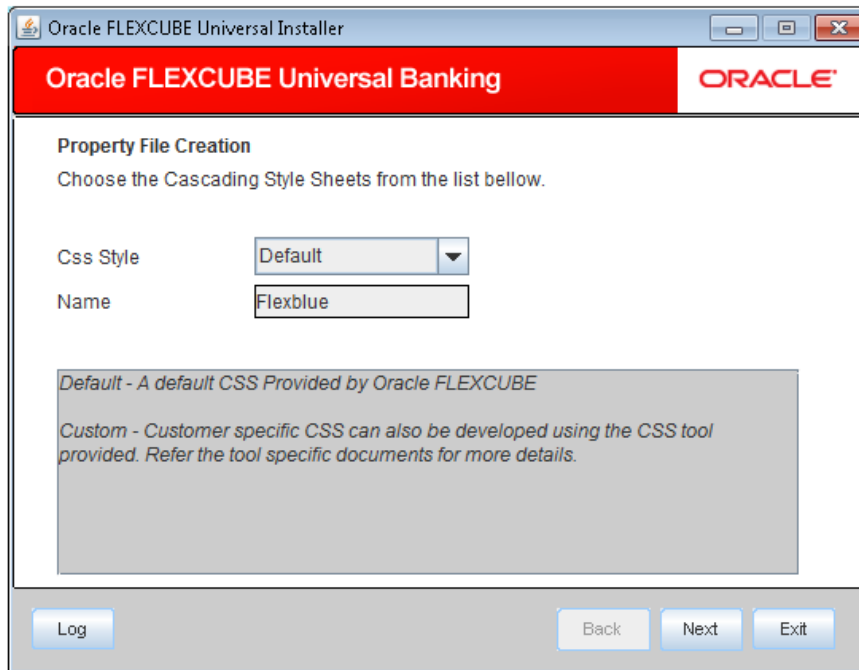 Oracle FLEXCUBE Universal Installer
Oracle FLEXCUBE Universal Banking
ORACLE
Property File Creation
Choose the Cascading Style Sheets from the list bellow.
Css Style
Default
Name
Flexblue
Default - A default CSS Provided by Oracle FLEXCUBE
Custom - Customer specific CSS can also be developed using the CSS tool
provided. Refer the tool specific documents for more details.
Log
Back
Next
Exit